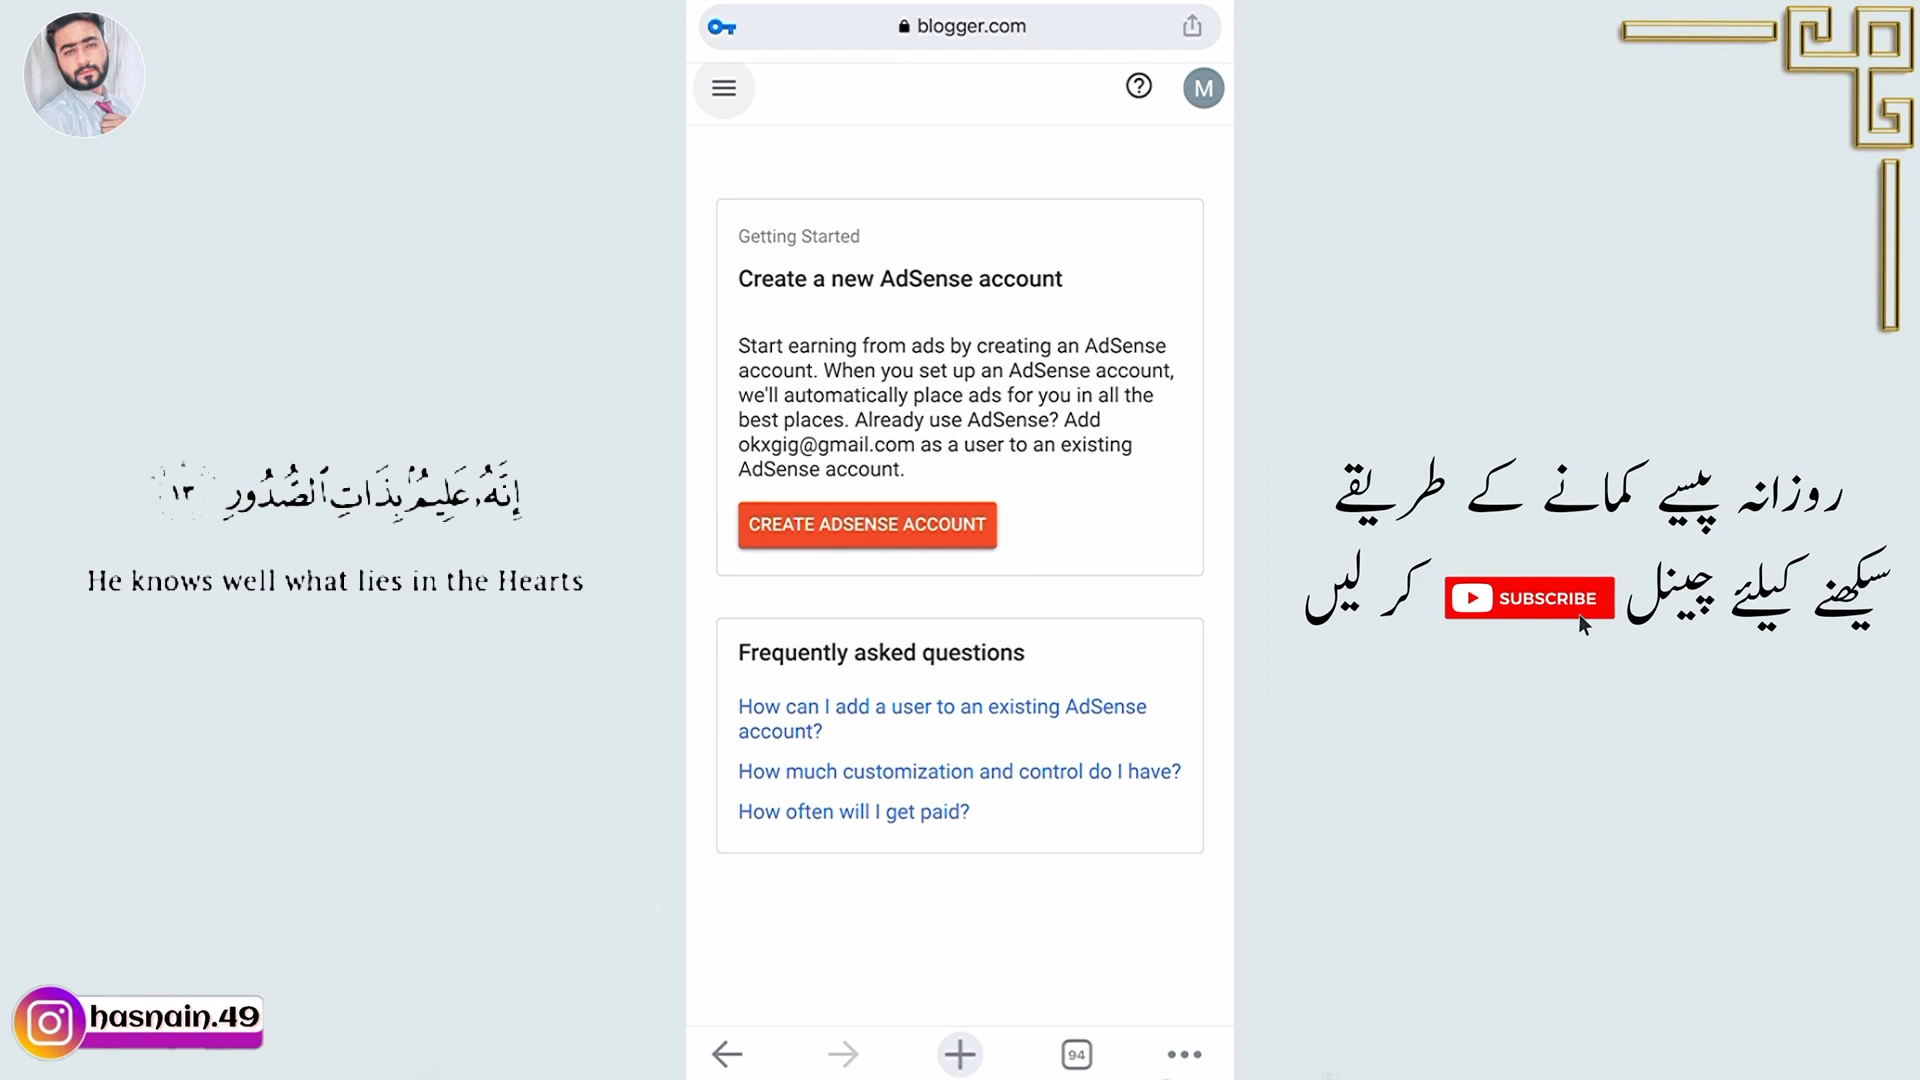 blogger.com
M
Getting Started
Create a new AdSense account
Start earning from ads by creating an AdSense
account. When you set up an AdSense account,
we'll automatically place ads for you in all the
best places. Already use AdSense? Add
okxgig@gmail.com as a user to an existing
AdSense account.
CREATE ADSENSE ACCOUNT
Frequently asked questions
How can I add a user to an existing AdSense
account?
How much customization and control do I have?
How often will I get paid?
94
إِنَّهُۥ عَلِيمٌۢ بِذَاتِ ٱلصُّدُورِ ١٣
He knows well what lies in the Hearts
hasnain.49
روزانہ پیسے کمانے کے طریقے
سیکھنے کیلئے چینل SUBSCRIBE کر لیں